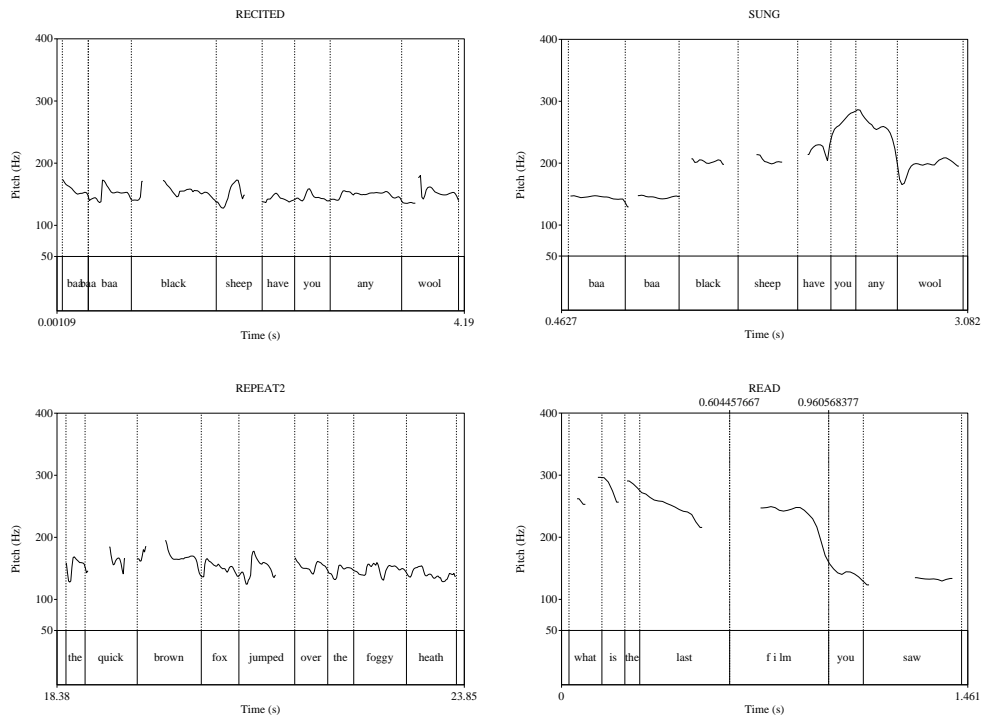 RECITED
400
300
200
100
50
Pitch (Hz)
baa baa baa black sheep have you any wool
0.00109 4.19
Time (s)
SUNG
400
300
200
100
50
Pitch (Hz)
baa baa black sheep have you any wool
0.4627 3.082
Time (s)
REPEAT2
400
300
200
100
50
Pitch (Hz)
the quick brown fox jumped over the foggy heath
18.38 23.85
Time (s)
READ
0.604457667 0.960568377
400
300
200
100
50
Pitch (Hz)
what is the last f i lm you saw
0 1.461
Time (s)